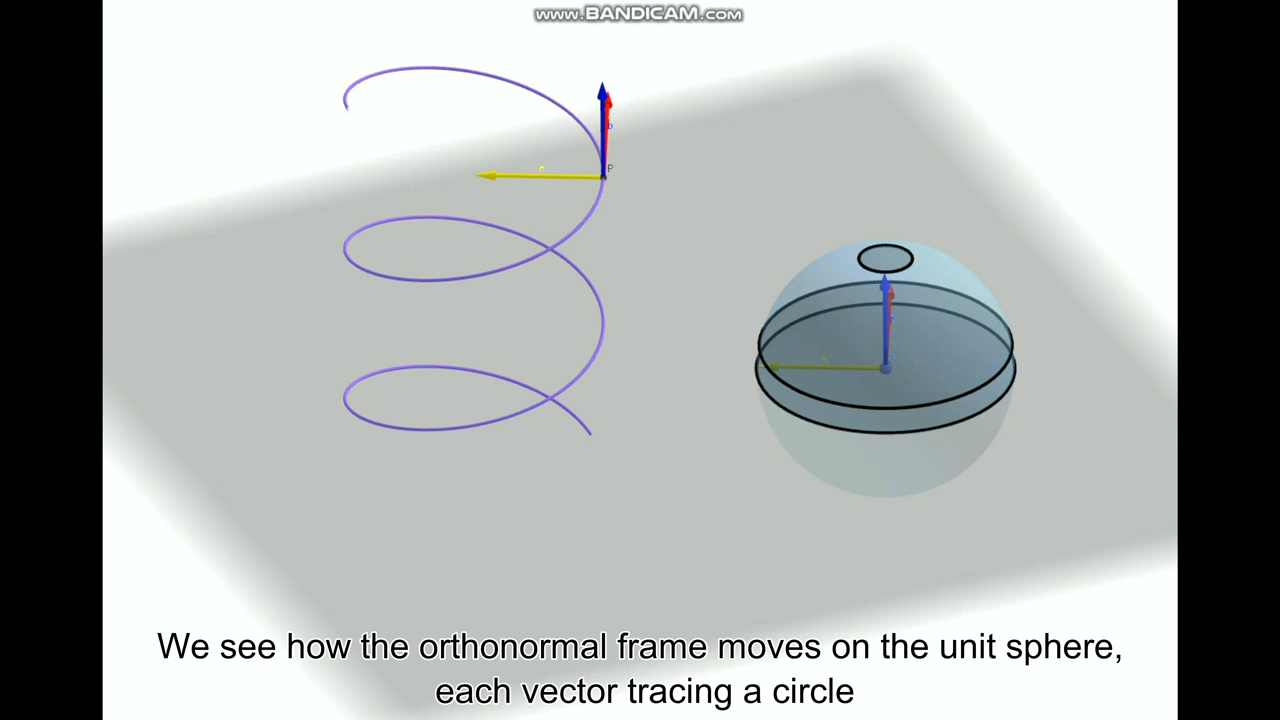 www.BANDICAM.com
b
P
n
We see how the orthonormal frame moves on the unit sphere,
each vector tracing a circle